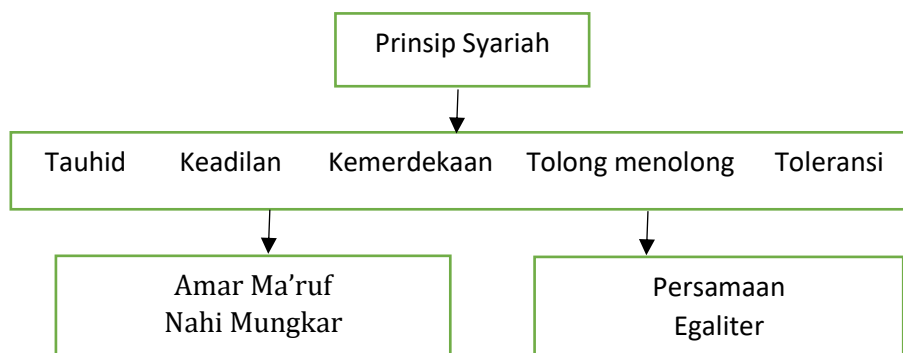 Prinsip Syariah
Tauhid Keadilan Kemerdekaan Tolong menolong Toleransi
Amar Ma’ruf
Nahi Mungkar
Persamaan
Egaliter